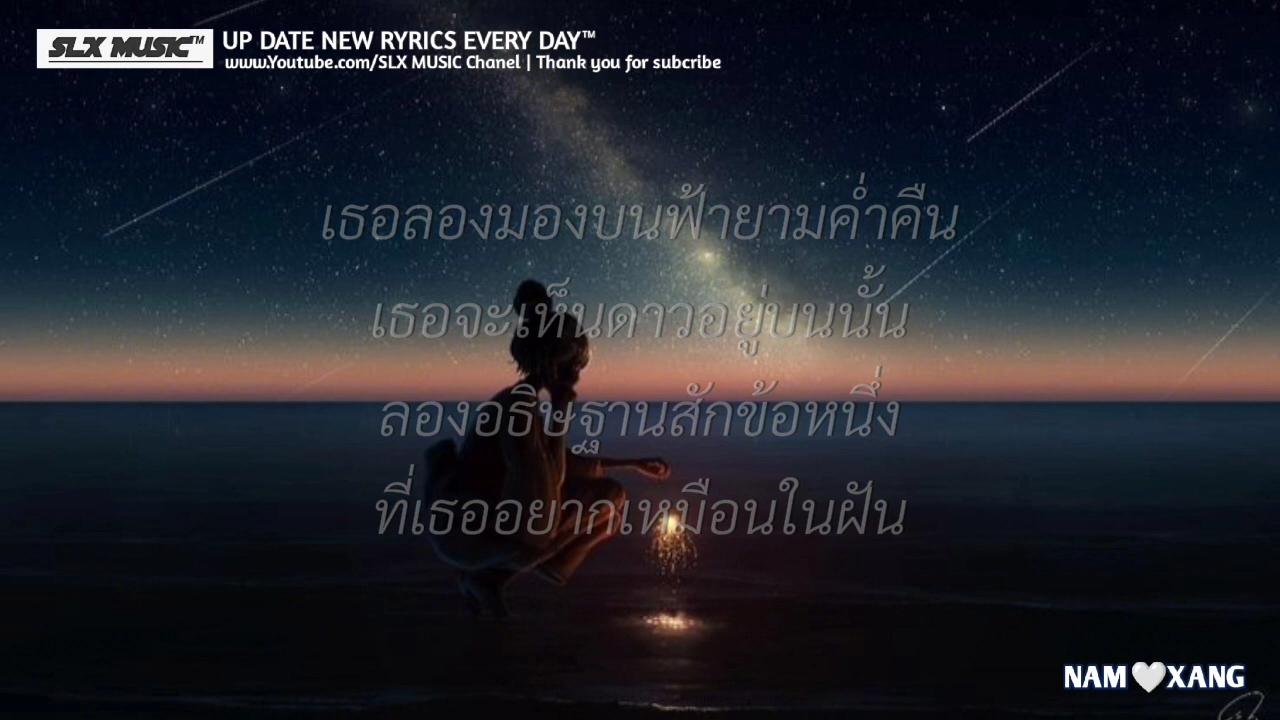 SLX MUSIC™
UP DATE NEW RYRICS EVERY DAY™
www.Youtube.com/SLX MUSIC Chanel | Thank you for subcribe
เธอลองมองบนฟ้ายามค่ำคืน
เธอจะเห็นดาวอยู่บนนั้น
ลองอธิษฐานสักข้อหนึ่ง
ที่เธออยากเหมือนในฝัน
NAM🤍XANG